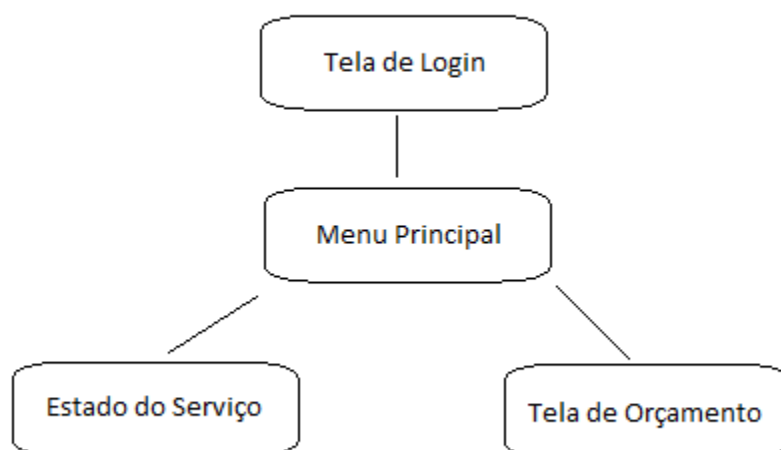 Tela de Login
Menu Principal
Estado do Serviço
Tela de Orçamento